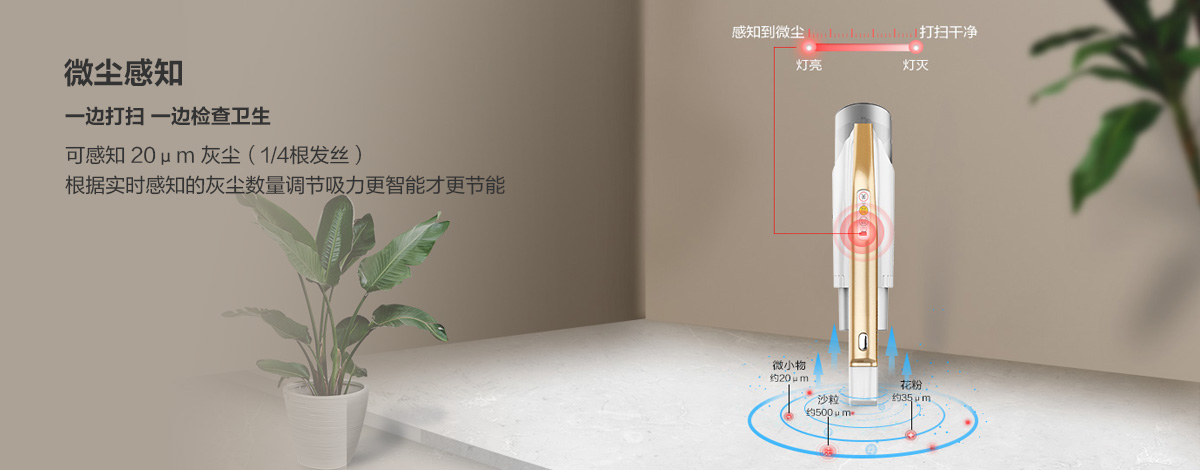 微尘感知
一边打扫 一边检查卫生
可感知 20μm 灰尘（1/4根发丝）
根据实时感知的灰尘数量调节吸力更智能才更节能
感知到微尘
打扫干净
灯亮
灯灭
微小物
约20μm
花粉
约35μm
沙粒
约500μm